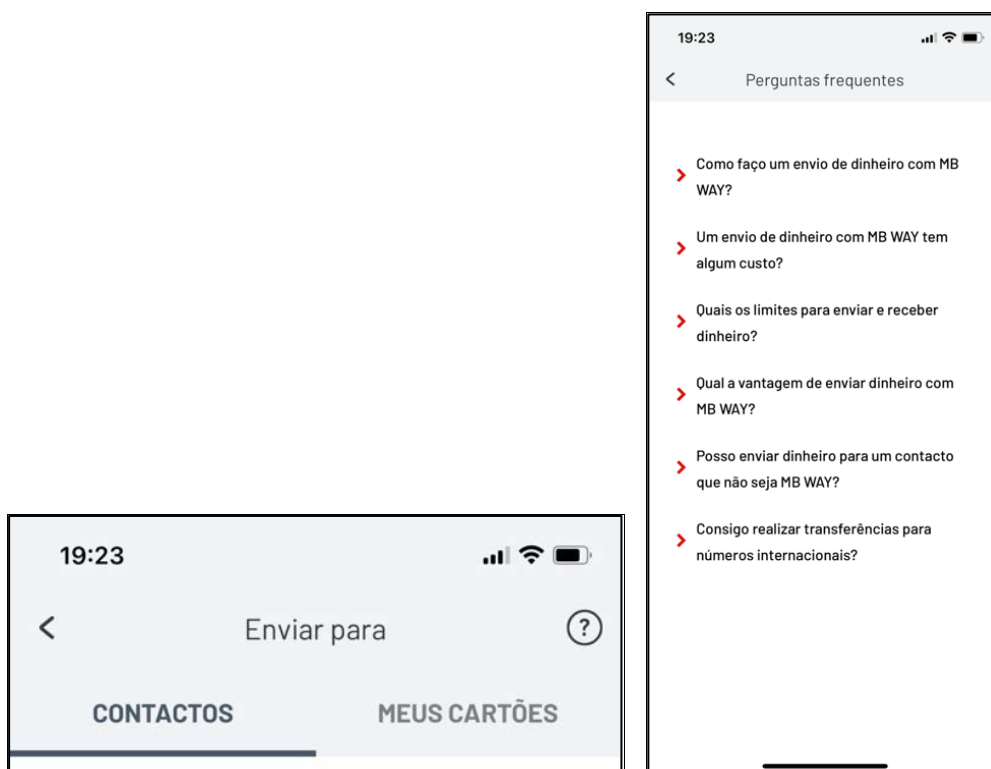 19:23
Enviar para
?
CONTACTOS
MEUS CARTÕES
19:23
Perguntas frequentes
Como faço um envio de dinheiro com MB
WAY?
Um envio de dinheiro com MB WAY tem
algum custo?
Quais os limites para enviar e receber
dinheiro?
Qual a vantagem de enviar dinheiro com
MB WAY?
Posso enviar dinheiro para um contacto
que não seja MB WAY?
Consigo realizar transferências para
números internacionais?